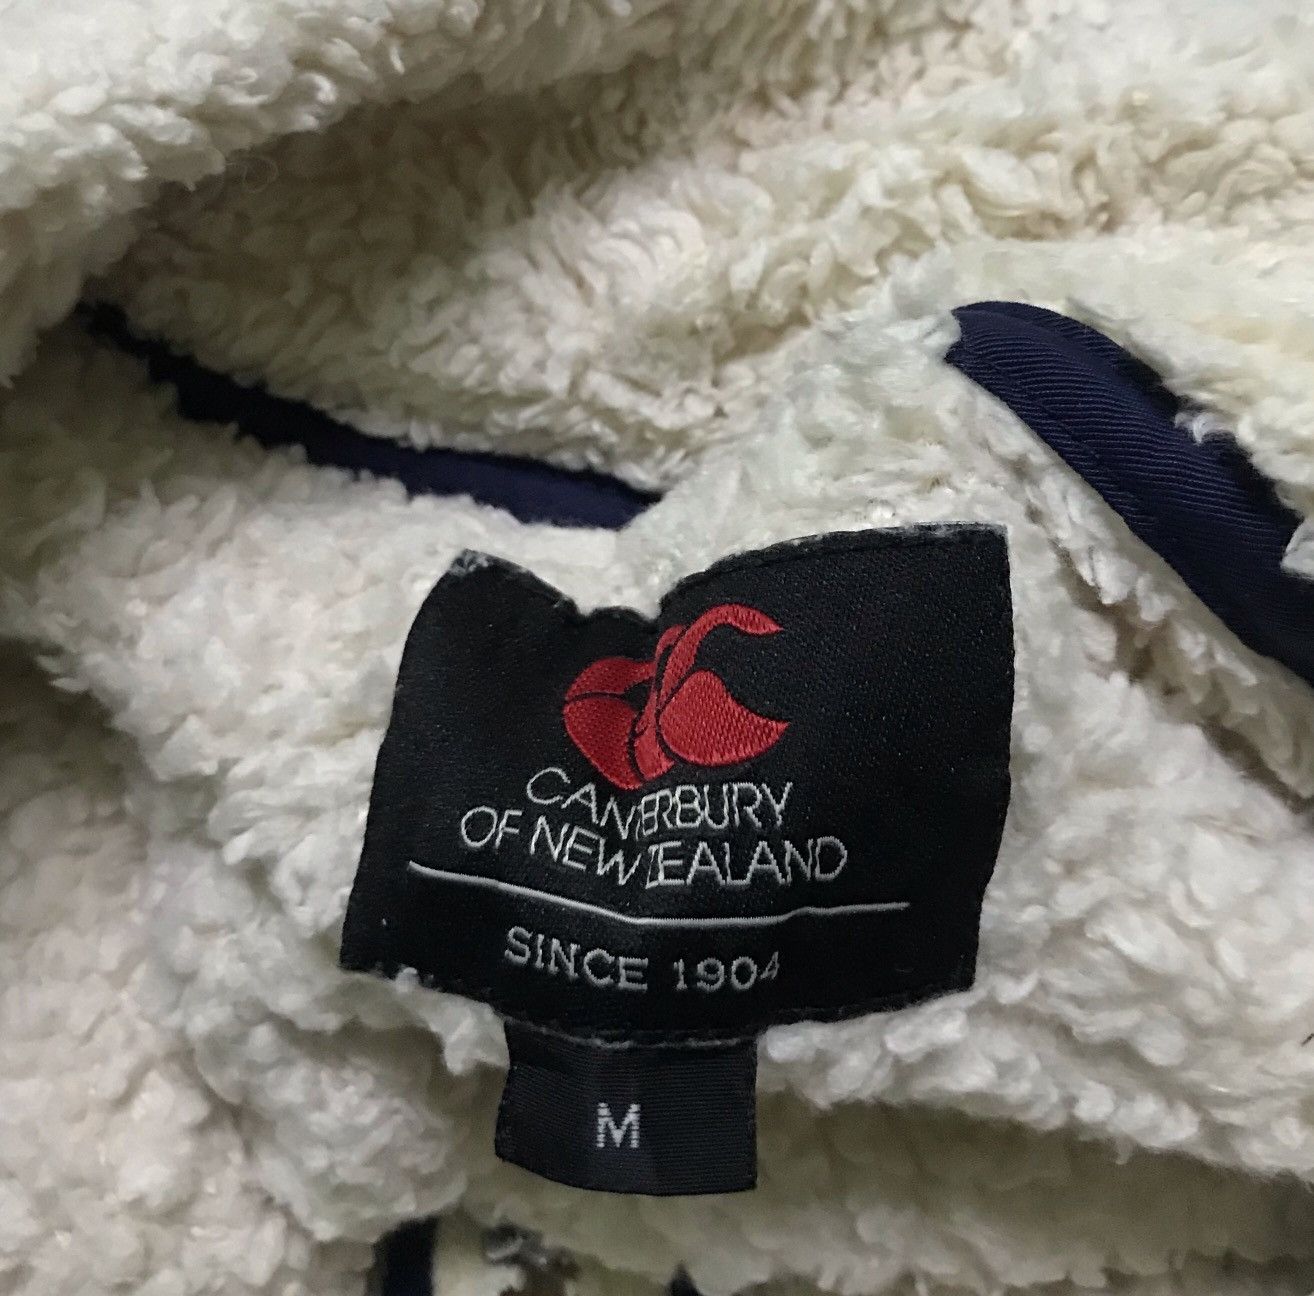 CANTERBURY
OF NEW ZEALAND
SINCE 1904
M